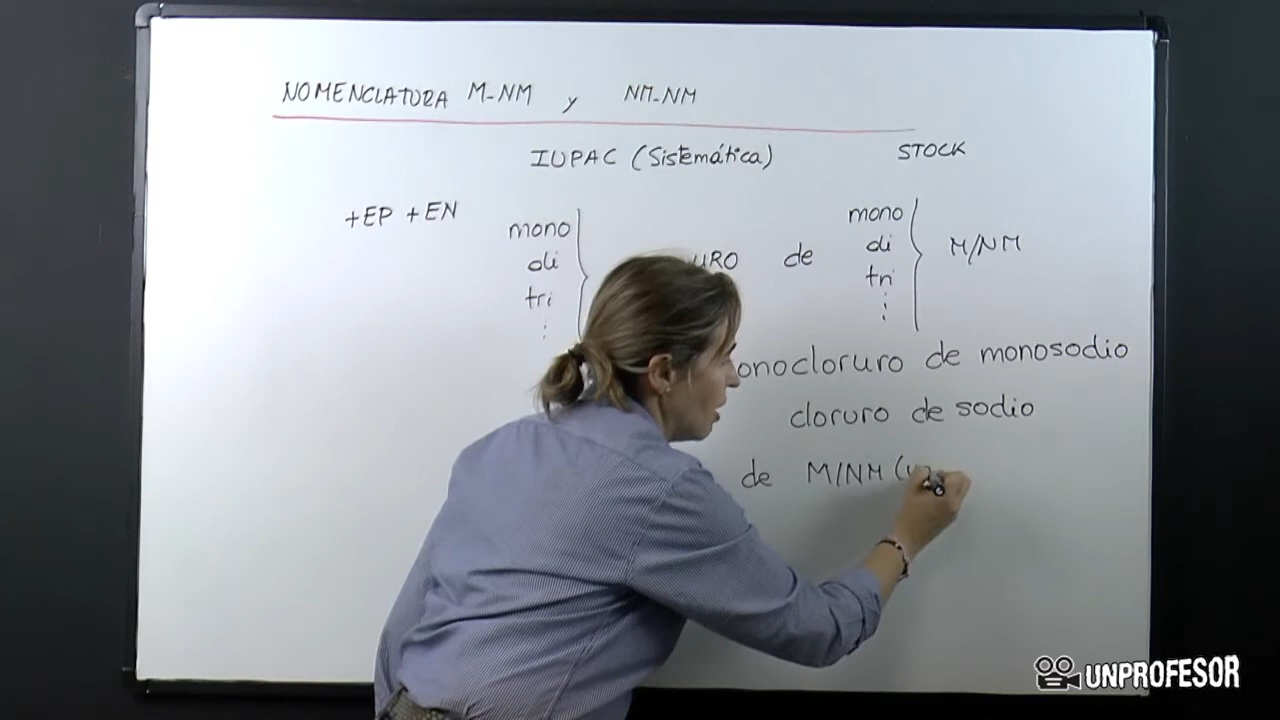 NOMENCLATURA M-NM y NM-NM
IUPAC (Sistemática) STOCK
+EP +EN
mono
di
tri
⋮
URO de
mono
di
tri
⋮
M/NM
onocloruro de monosodio
cloruro de sodio
de M/NM (
UNPROFESOR